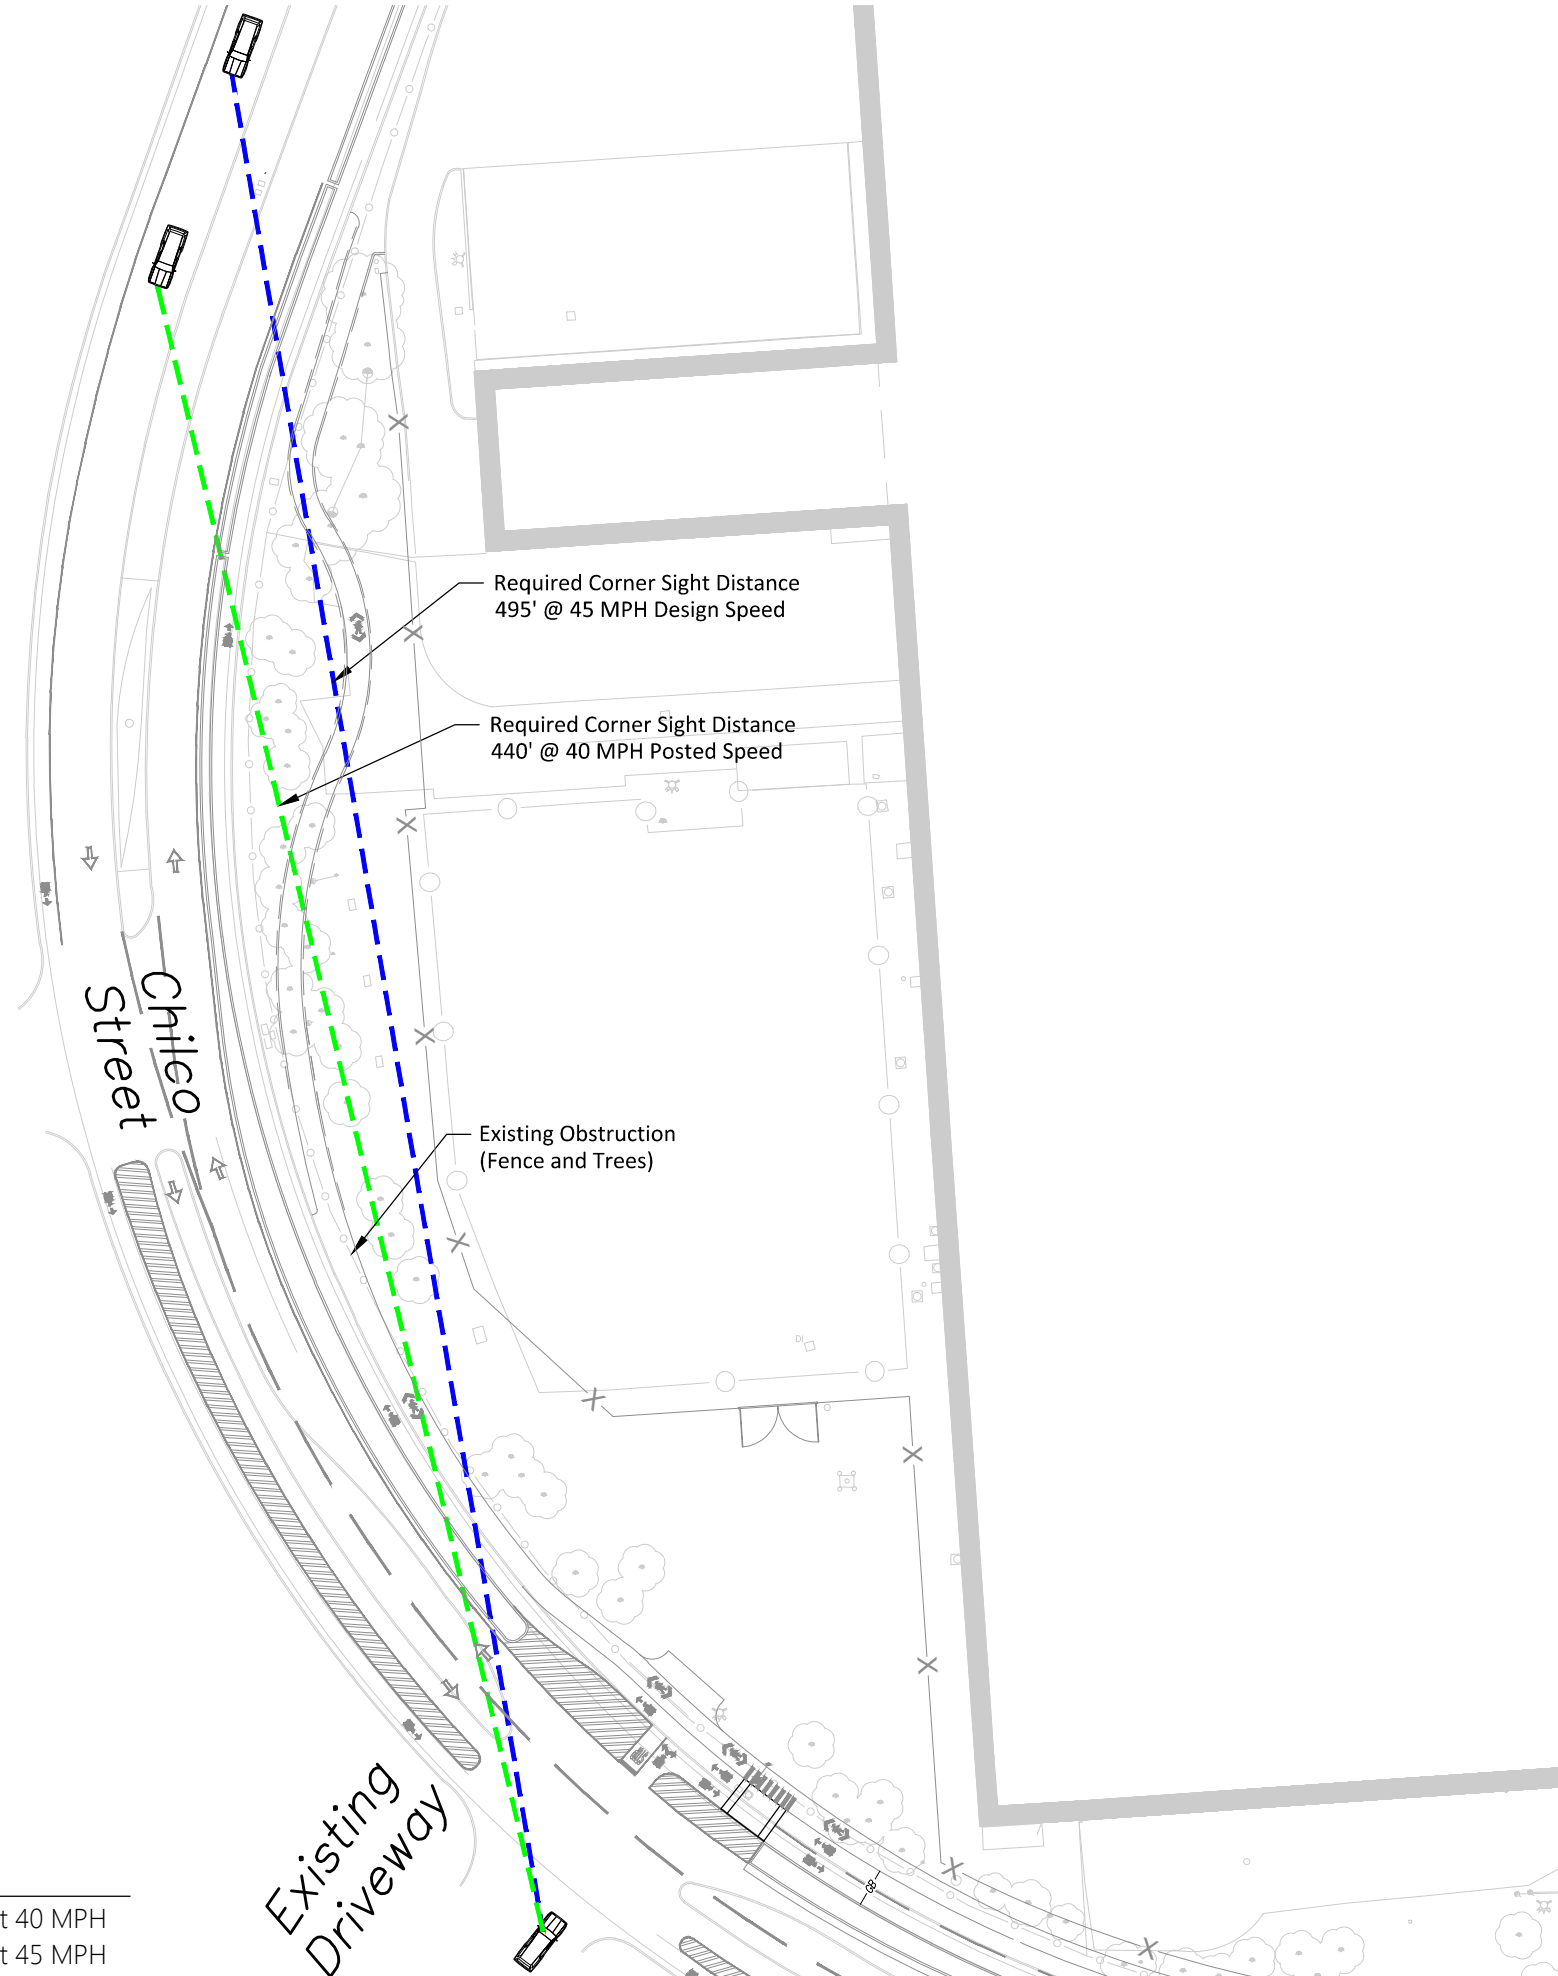 Required Corner Sight Distance
495' @ 45 MPH Design Speed
Required Corner Sight Distance
440' @ 40 MPH Posted Speed
Chilco
Street
Existing Obstruction
(Fence and Trees)
Existing
Driveway
GB
t 40 MPH
t 45 MPH